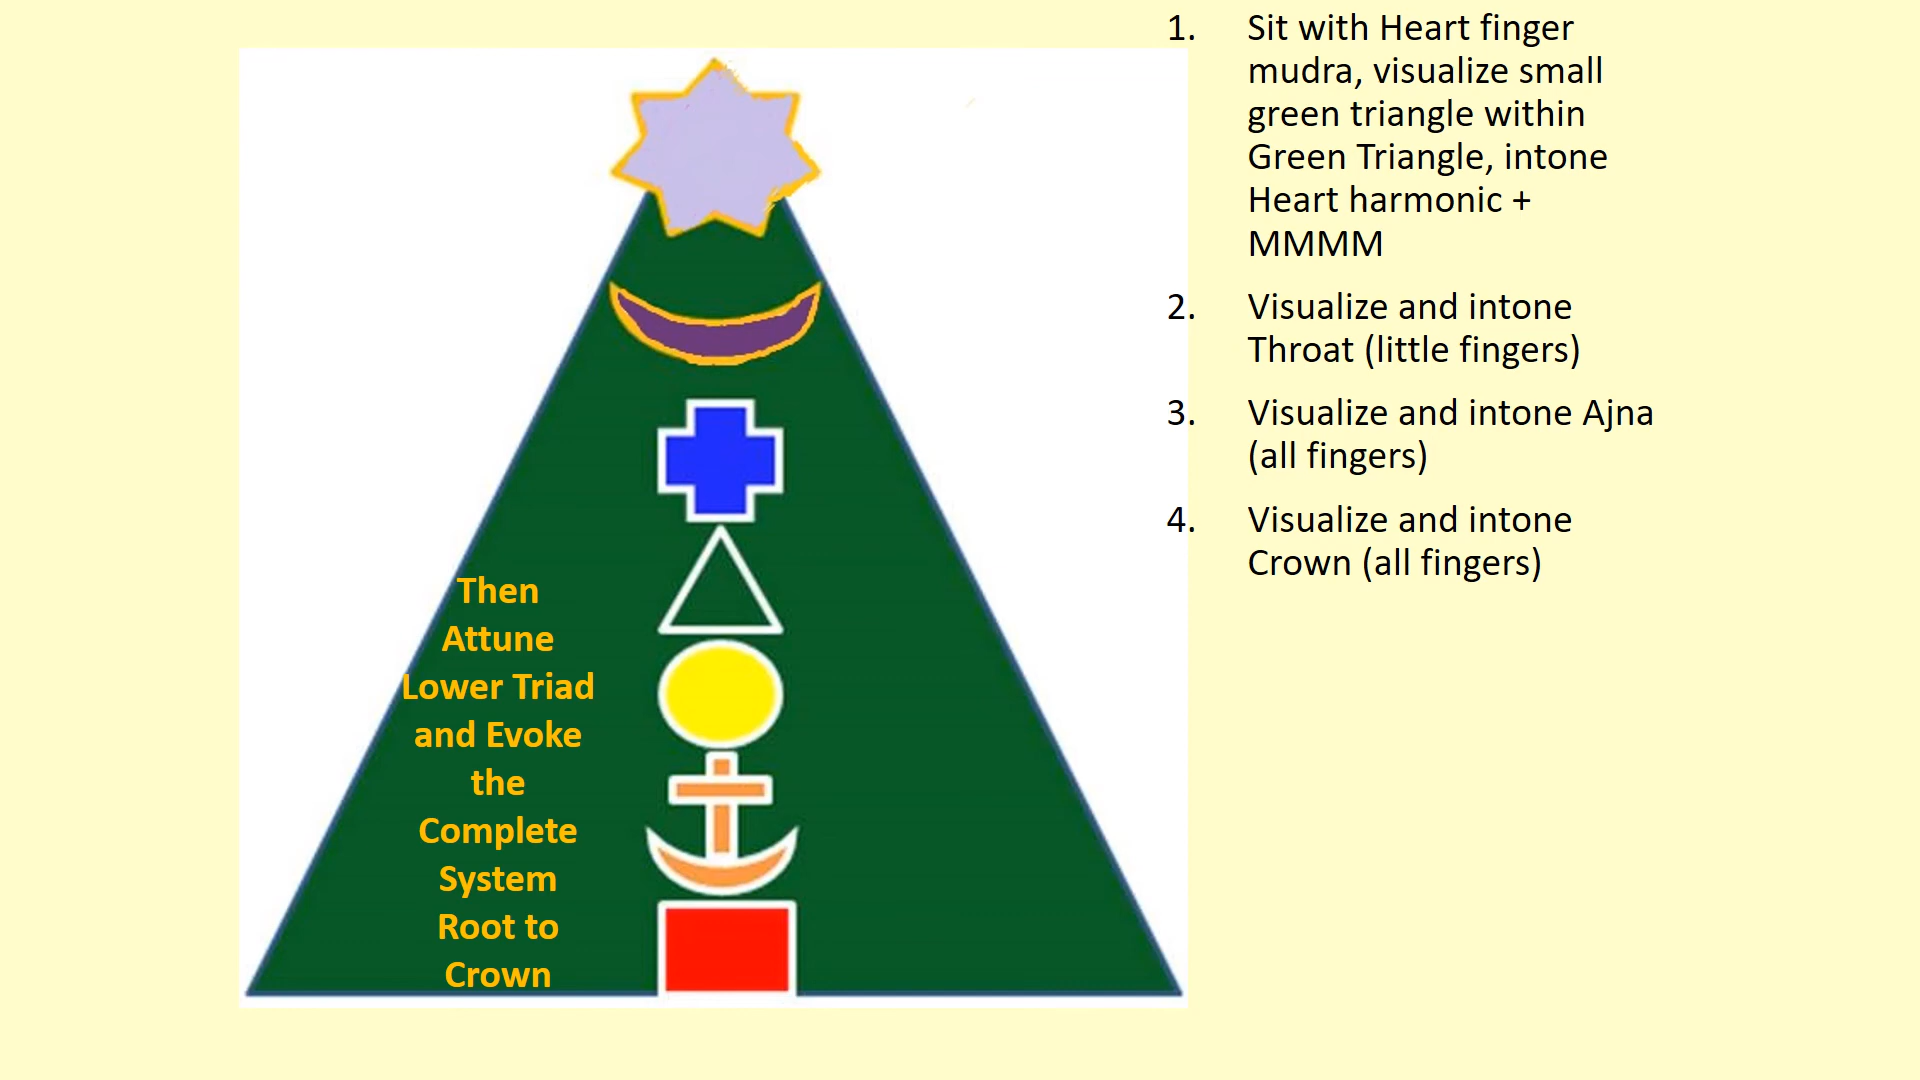 1. Sit with Heart finger
mudra, visualize small
green triangle within
Green Triangle, intone
Heart harmonic +
MMMM
2. Visualize and intone
Throat (little fingers)
3. Visualize and intone Ajna
(all fingers)
4. Visualize and intone
Crown (all fingers)
Then
Attune
Lower Triad
and Evoke
the
Complete
System
Root to
Crown